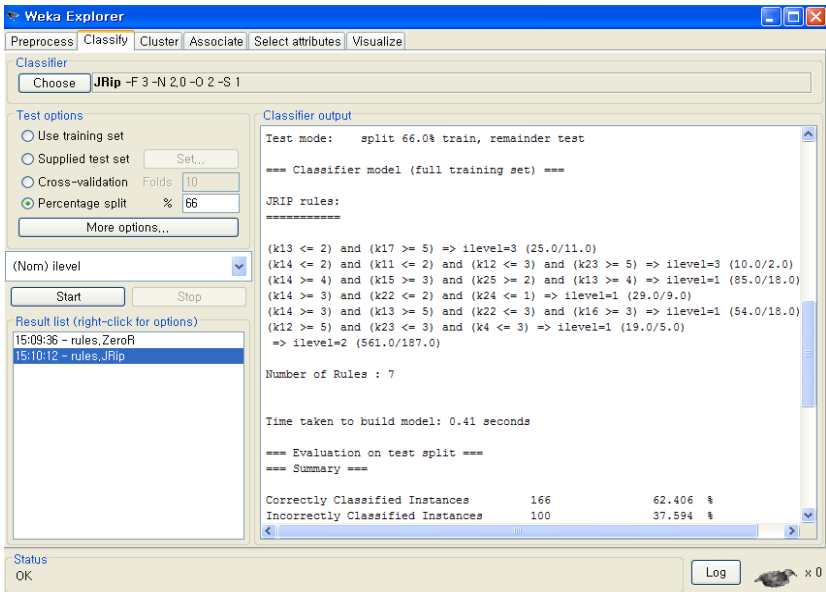 Weka Explorer
Preprocess Classify Cluster Associate Select attributes Visualize
Classifier
Choose JRip -F 3 -N 2,0 -O 2 -S 1
Test options
Use training set
Supplied test set Set,,,
Cross-validation Folds 10
Percentage split % 66
More options,,,
(Nom) ilevel
Start Stop
Result list (right-click for options)
15:09:36 - rules,ZeroR
15:10:12 - rules,JRip
Classifier output
Test mode: split 66.0% train, remainder test
=== Classifier model (full training set) ===
JRIP rules:
===========
(k13 <= 2) and (k17 >= 5) => ilevel=3 (25.0/11.0)
(k14 <= 2) and (k11 <= 2) and (k12 <= 3) and (k23 >= 5) => ilevel=3 (10.0/2.0)
(k14 >= 4) and (k15 >= 3) and (k25 >= 2) and (k13 >= 4) => ilevel=1 (85.0/18.0)
(k14 >= 3) and (k22 <= 2) and (k24 <= 1) => ilevel=1 (29.0/9.0)
(k14 >= 3) and (k13 >= 5) and (k22 <= 3) and (k16 >= 3) => ilevel=1 (54.0/18.0)
(k12 >= 5) and (k23 <= 3) and (k4 <= 3) => ilevel=1 (19.0/5.0)
=> ilevel=2 (561.0/187.0)
Number of Rules : 7
Time taken to build model: 0.41 seconds
=== Evaluation on test split ===
=== Summary ===
Correctly Classified Instances 166 62.406 %
Incorrectly Classified Instances 100 37.594 %
Status
OK
Log
x 0